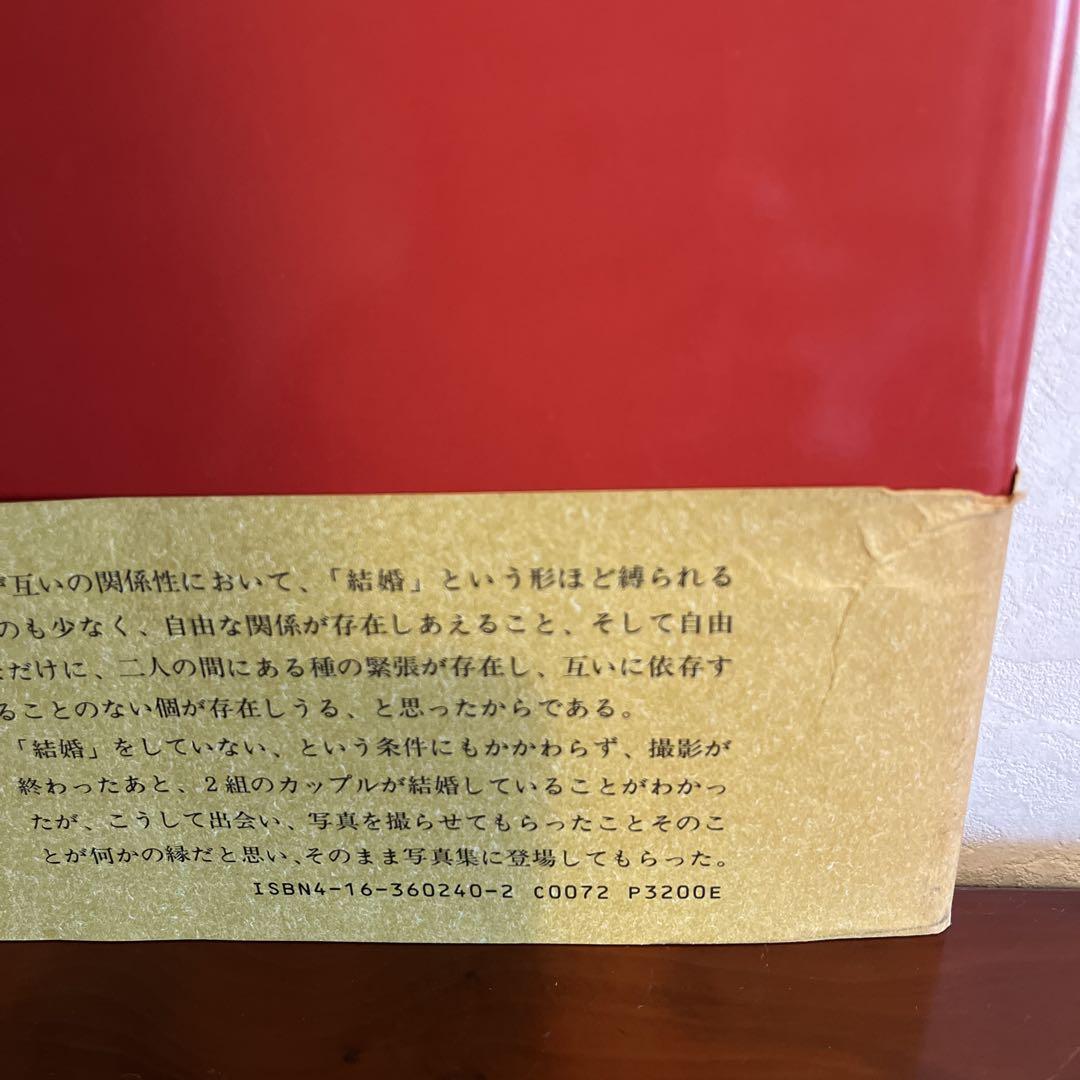 互いの関係性において、「結婚」という形ほど縛られる
のも少なく、自由な関係が存在しあえること、そして自由
だけに、二人の間にある種の緊張が存在し、互いに依存す
ることのない個が存在しうる、と思ったからである。
「結婚」をしていない、という条件にもかかわらず、撮影が
終わったあと、2組のカップルが結婚していることがわかっ
たが、こうして出会い、写真を撮らせてもらったことそのこ
とが何かの縁だと思い、そのまま写真集に登場してもらった。
ISBN4-16-360240-2 C0072 P3200E